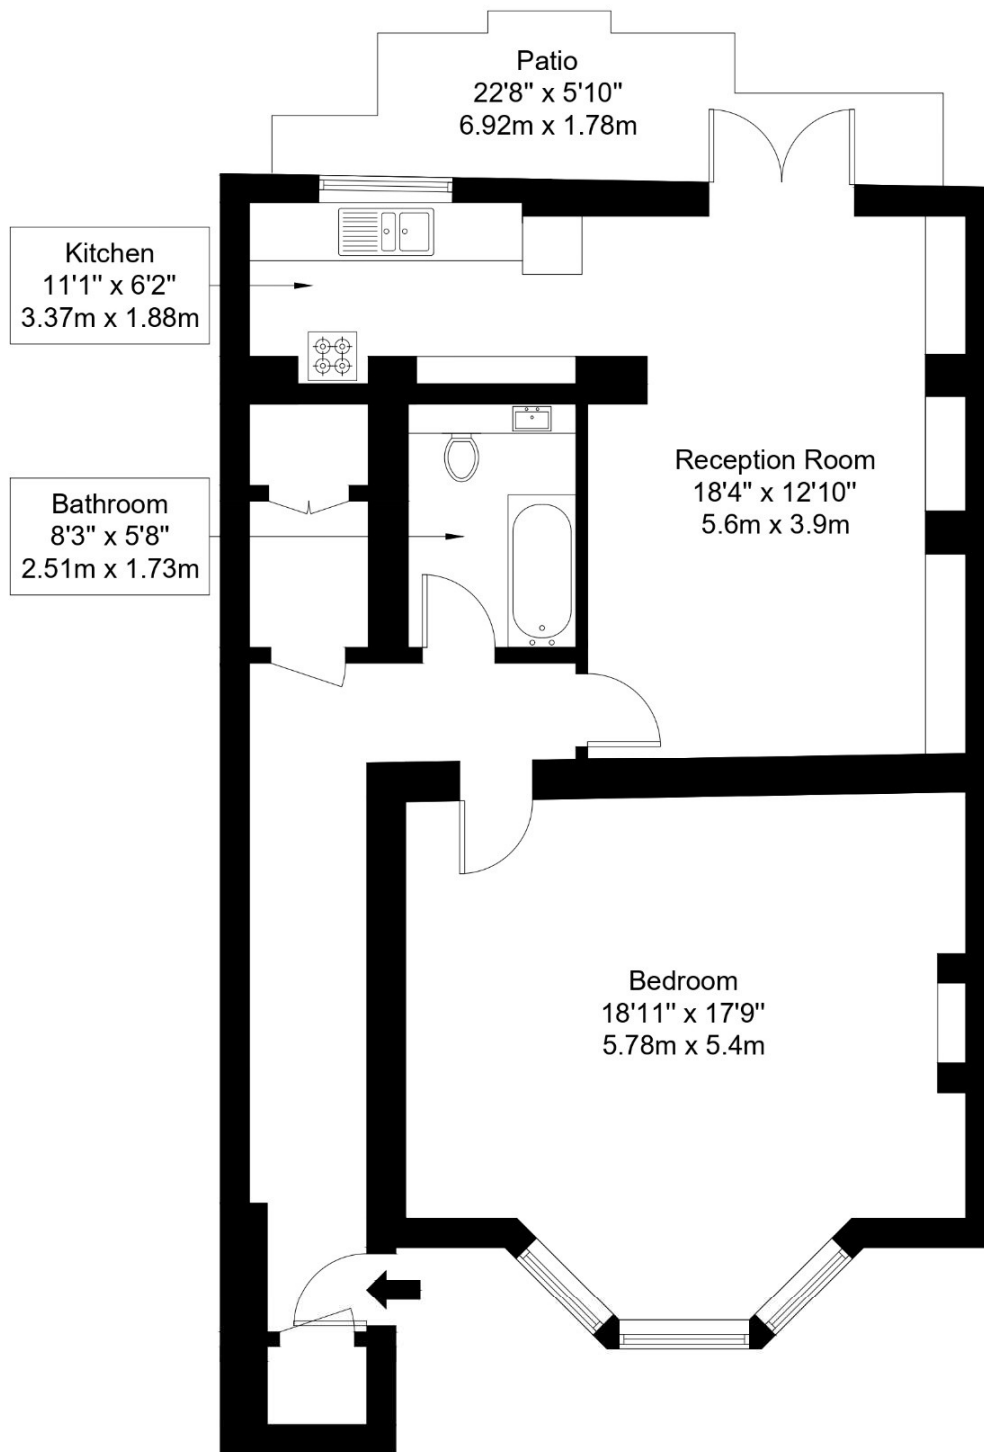 Patio
22'8" x 5'10"
6.92m x 1.78m
Kitchen
11'1" x 6'2"
3.37m x 1.88m
Reception Room
18'4" x 12'10"
5.6m x 3.9m
Bathroom
8'3" x 5'8"
2.51m x 1.73m
Bedroom
18'11" x 17'9"
5.78m x 5.4m